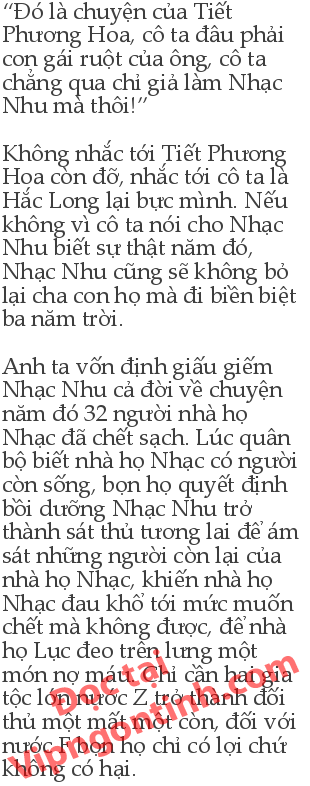 “Đó là chuyện của Tiết
Phương Hoa, cô ta đâu phải
con gái ruột của ông, cô ta
chẳng qua chỉ giả làm Nhạc
Nhu mà thôi!”

Không nhắc tới Tiết Phương
Hoa còn đỡ, nhắc tới cô ta là
Hắc Long lại bực mình. Nếu
không vì cô ta nói cho Nhạc
Nhu biết sự thật năm đó,
Nhạc Nhu cũng sẽ không bỏ
lại cha con họ mà đi biền biệt
ba năm trời.

Anh ta vốn định giấu giếm
Nhạc Nhu cả đời về chuyện
năm đó 32 người nhà họ
Nhạc đã chết sạch. Lúc quân
bộ biết nhà họ Nhạc có người
còn sống, bọn họ quyết định
bồi dưỡng Nhạc Nhu trở
thành sát thủ tương lai để ám
sát những người còn lại của
nhà họ Nhạc, khiến nhà họ
Nhạc đau khổ tới mức muốn
chết mà không được, để nhà
họ Lục đeo trên lưng một
món nợ máu. Chỉ cần hai gia
tộc lớn nước Z trở thành đối
thủ một mất một còn, đối với
nước F bọn họ chỉ có lợi chứ
không có hại.
Đọc tại
Vipngontinh.com